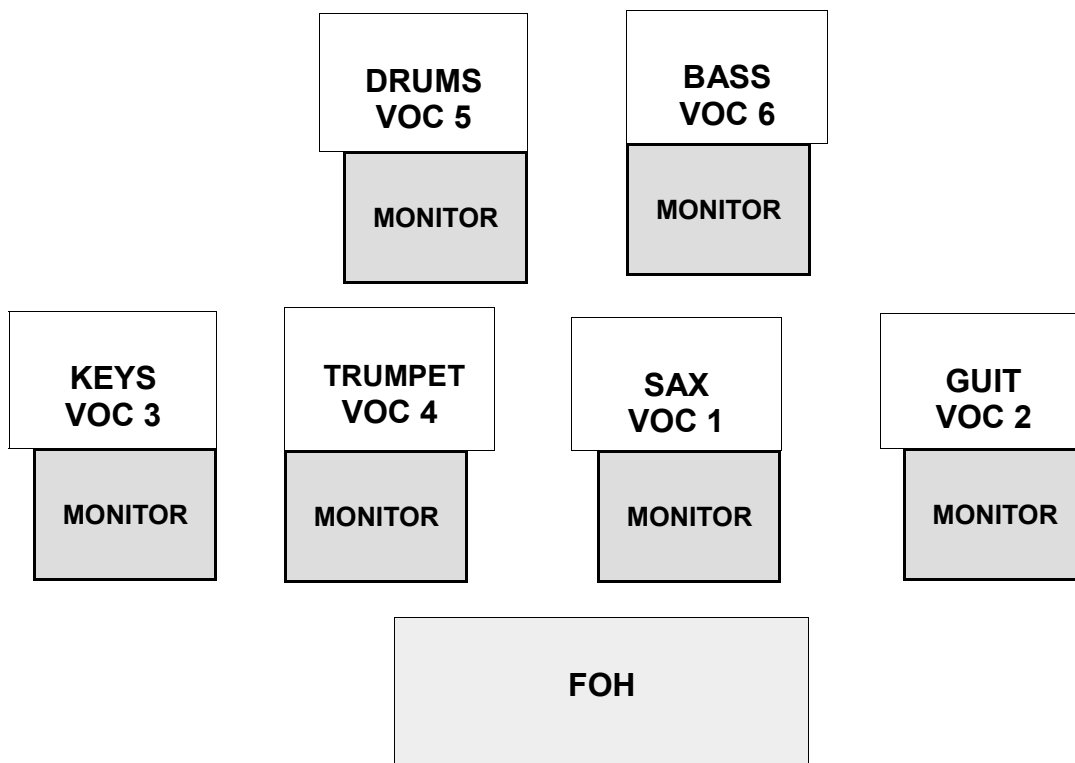 DRUMS
VOC 5
BASS
VOC 6
MONITOR
MONITOR
KEYS
VOC 3
TRUMPET
VOC 4
SAX
VOC 1
GUIT
VOC 2
MONITOR
MONITOR
MONITOR
MONITOR
FOH